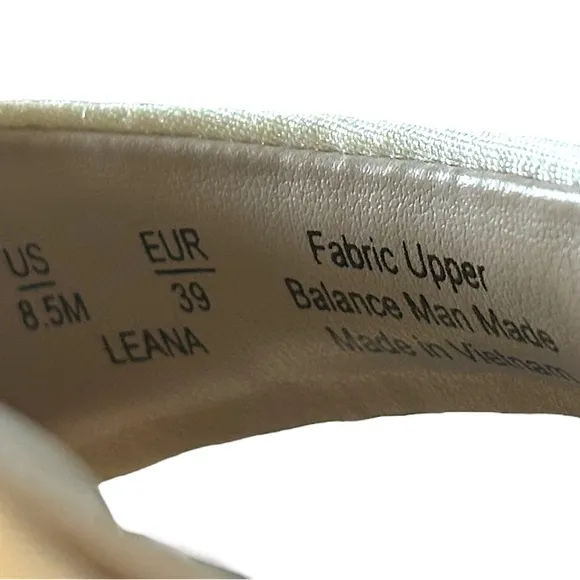 US
8.5M
EUR
39
LEANA
Fabric Upper
Balance Man Made
Made in Vietnam